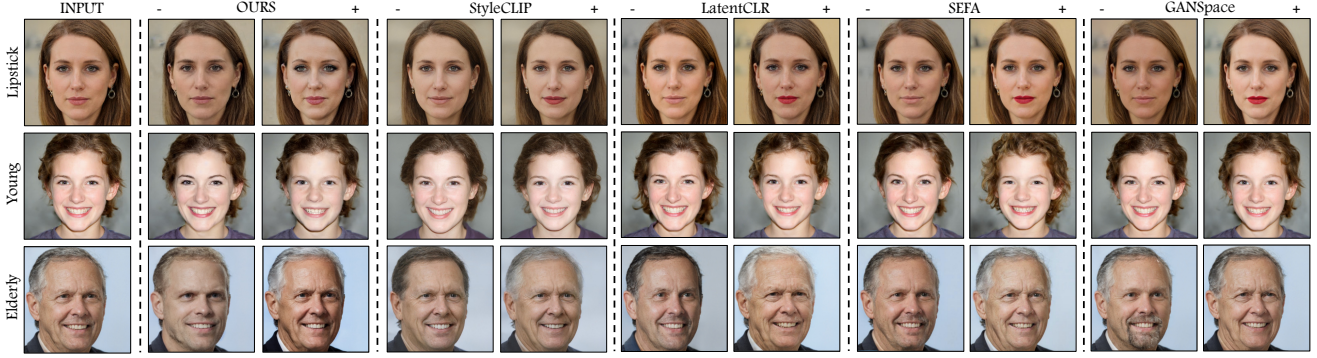 INPUT - OURS + - StyleCLIP + - LatentCLR + - SEFA + - GANSpace +
Lipstick
Young
Elderly